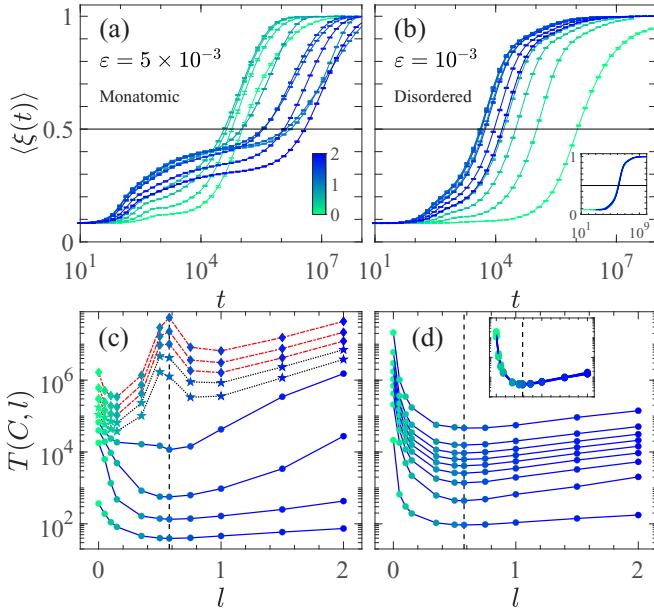 1
(a)
(b)
ε = 5 × 10⁻³
ε = 10⁻³
Monatomic
Disordered
⟨ξ(t)⟩
0.5
2
1
0
1
0
10¹
10⁹
0
10¹
10⁴
10⁷
10¹
10⁴
10⁷
t
t
(c)
(d)
10⁶
T(C, l)
10⁴
10²
0
1
2
0
1
2
l
l